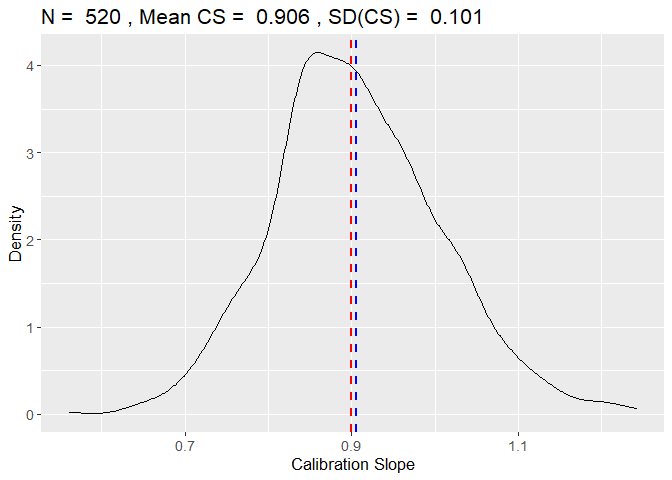 N =  520 , Mean CS =  0.906 , SD(CS) =  0.101
4
3
2
1
0
Density
0.7 0.9 1.1
Calibration Slope